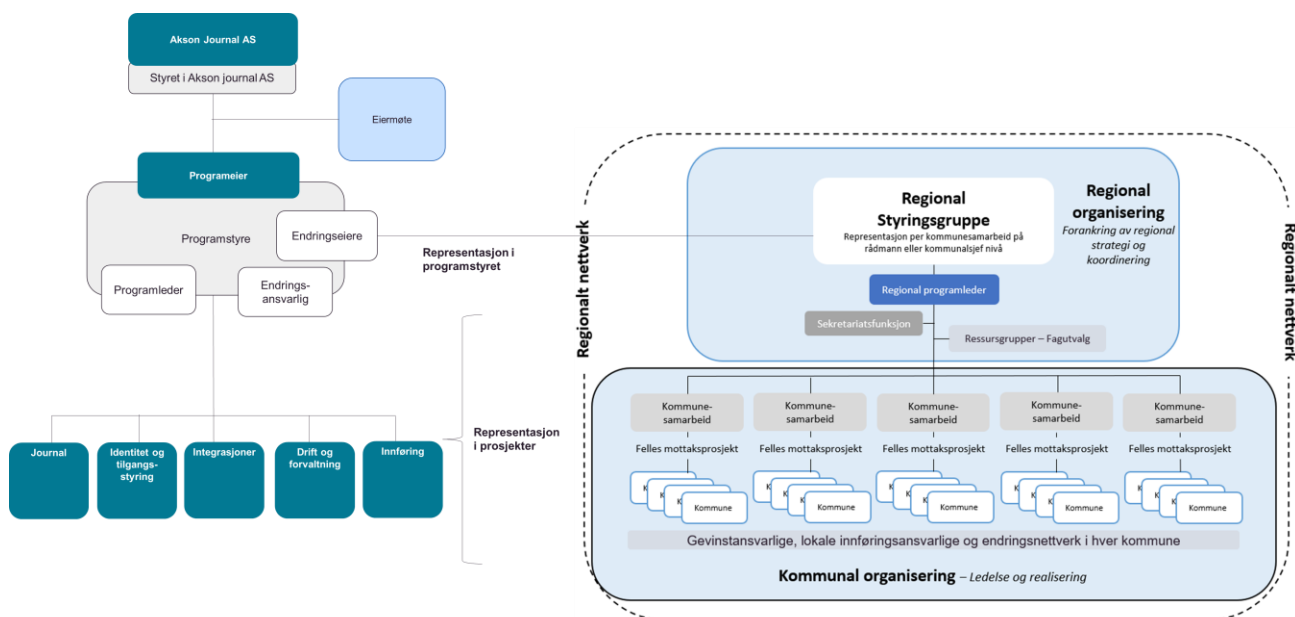 Akson Journal AS
Styret i Akson journal AS
Eiermøte
Programeier
Programstyre
Endringseiere
Programleder
Endrings-
ansvarlig
Representasjon i
programstyret
Journal
Identitet og
tilgangs-
styring
Integrasjoner
Drift og
forvaltning
Innføring
Representasjon
i prosjekter
Regionalt nettverk
Regional
Styringsgruppe
Representasjon per kommunesamarbeid på
rådmann eller kommunalsjef nivå
Regional
organisering
Forankring av regional
strategi og
koordinering
Regionalt nettverk
Regional programleder
Sekretariatsfunksjon
Ressursgrupper – Fagutvalg
Kommune-
samarbeid
Kommune-
samarbeid
Kommune-
samarbeid
Kommune-
samarbeid
Kommune-
samarbeid
Felles mottaksprosjekt
Felles mottaksprosjekt
Felles mottaksprosjekt
Felles mottaksprosjekt
Felles mottaksprosjekt
Kommune
Kommune
Kommune
Kommune
Kommune
Gevinstansvarlige, lokale innføringsansvarlige og endringsnettverk i hver kommune
Kommunal organisering – Ledelse og realisering